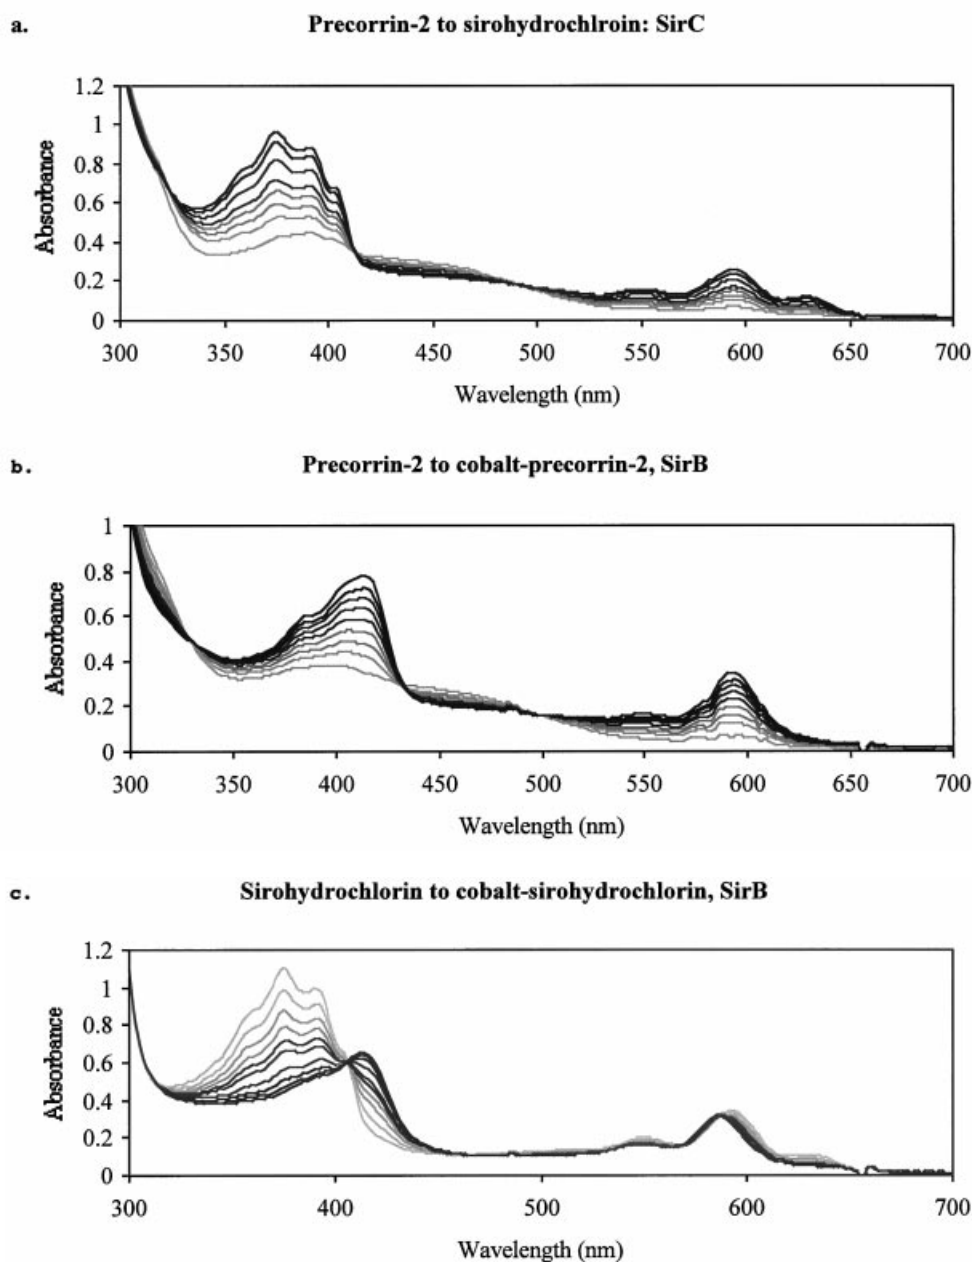 a.
Precorrin-2 to sirohydrochlroin: SirC
1.2
1
0.8
0.6
0.4
0.2
0
Absorbance
300 350 400 450 500 550 600 650 700
Wavelength (nm)
b.
Precorrin-2 to cobalt-precorrin-2, SirB
1
0.8
0.6
0.4
0.2
0
Absorbance
300 350 400 450 500 550 600 650 700
Wavelength (nm)
c.
Sirohydrochlorin to cobalt-sirohydrochlorin, SirB
1.2
1
0.8
0.6
0.4
0.2
0
Absorbance
300 400 500 600 700
Wavelength (nm)